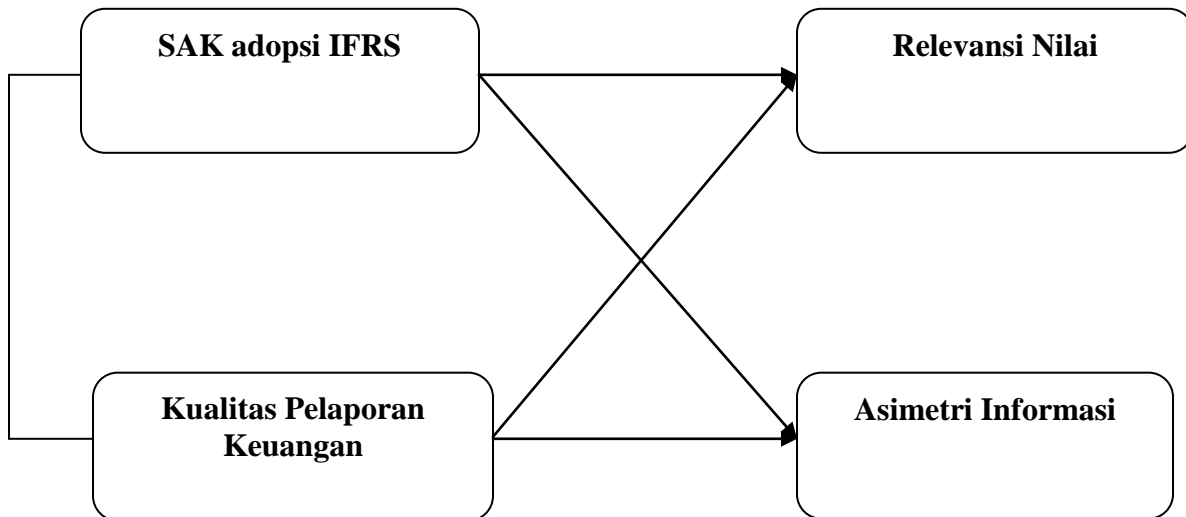 SAK adopsi IFRS
Relevansi Nilai
Kualitas Pelaporan
Keuangan
Asimetri Informasi